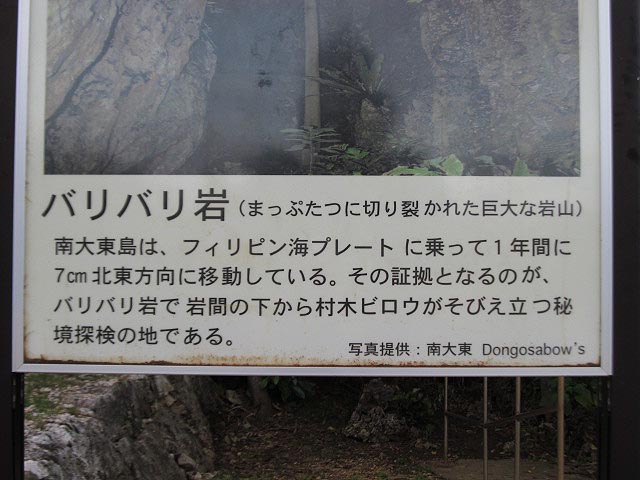 バリバリ岩（まっぷたつに切り裂かれた巨大な岩山）
南大東島は、フィリピン海プレートに乗って1年間に
7㎝北東方向に移動している。その証拠となるのが、
バリバリ岩で岩間の下から村木ビロウがそびえ立つ秘
境探検の地である。
写真提供：南大東 Dongosabow's